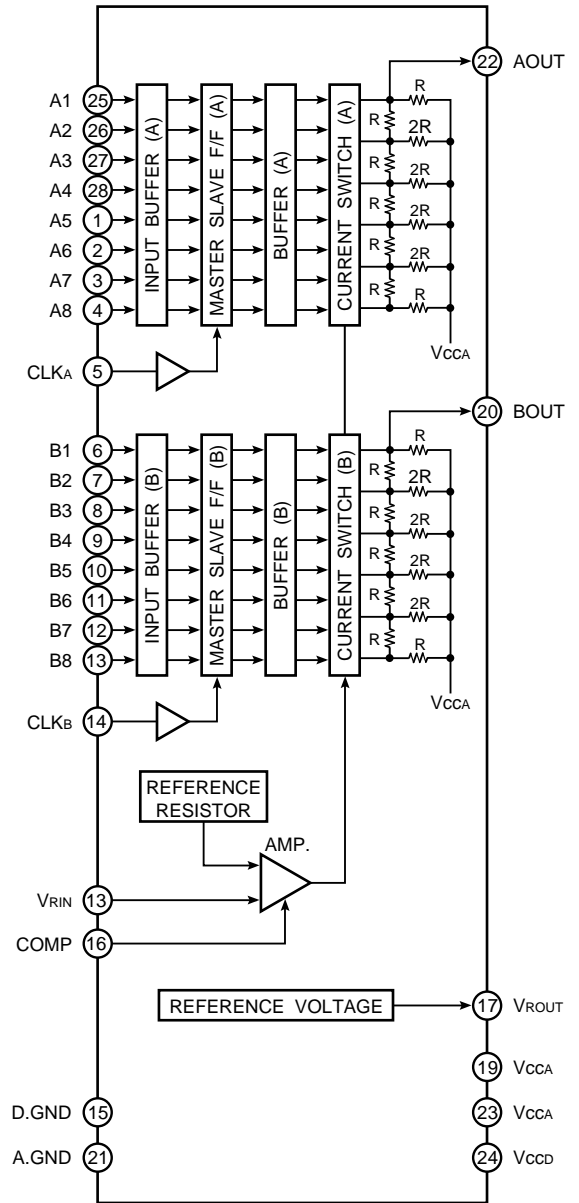 22 AOUT
A1 25
A2 26
A3 27
A4 28
A5 1
A6 2
A7 3
A8 4
INPUT BUFFER (A)
MASTER SLAVE F/F (A)
BUFFER (A)
CURRENT SWITCH (A)
R
R
2R
R
2R
R
2R
R
2R
R
R
VCCA
CLKA 5
20 BOUT
B1 6
B2 7
B3 8
B4 9
B5 10
B6 11
B7 12
B8 13
INPUT BUFFER (B)
MASTER SLAVE F/F (B)
BUFFER (B)
CURRENT SWITCH (B)
R
R
2R
R
2R
R
2R
R
2R
R
R
VCCA
CLKB 14
REFERENCE
RESISTOR
AMP.
VRIN 13
COMP 16
REFERENCE VOLTAGE
17 VROUT
19 VCCA
D.GND 15
23 VCCA
A.GND 21
24 VCCD